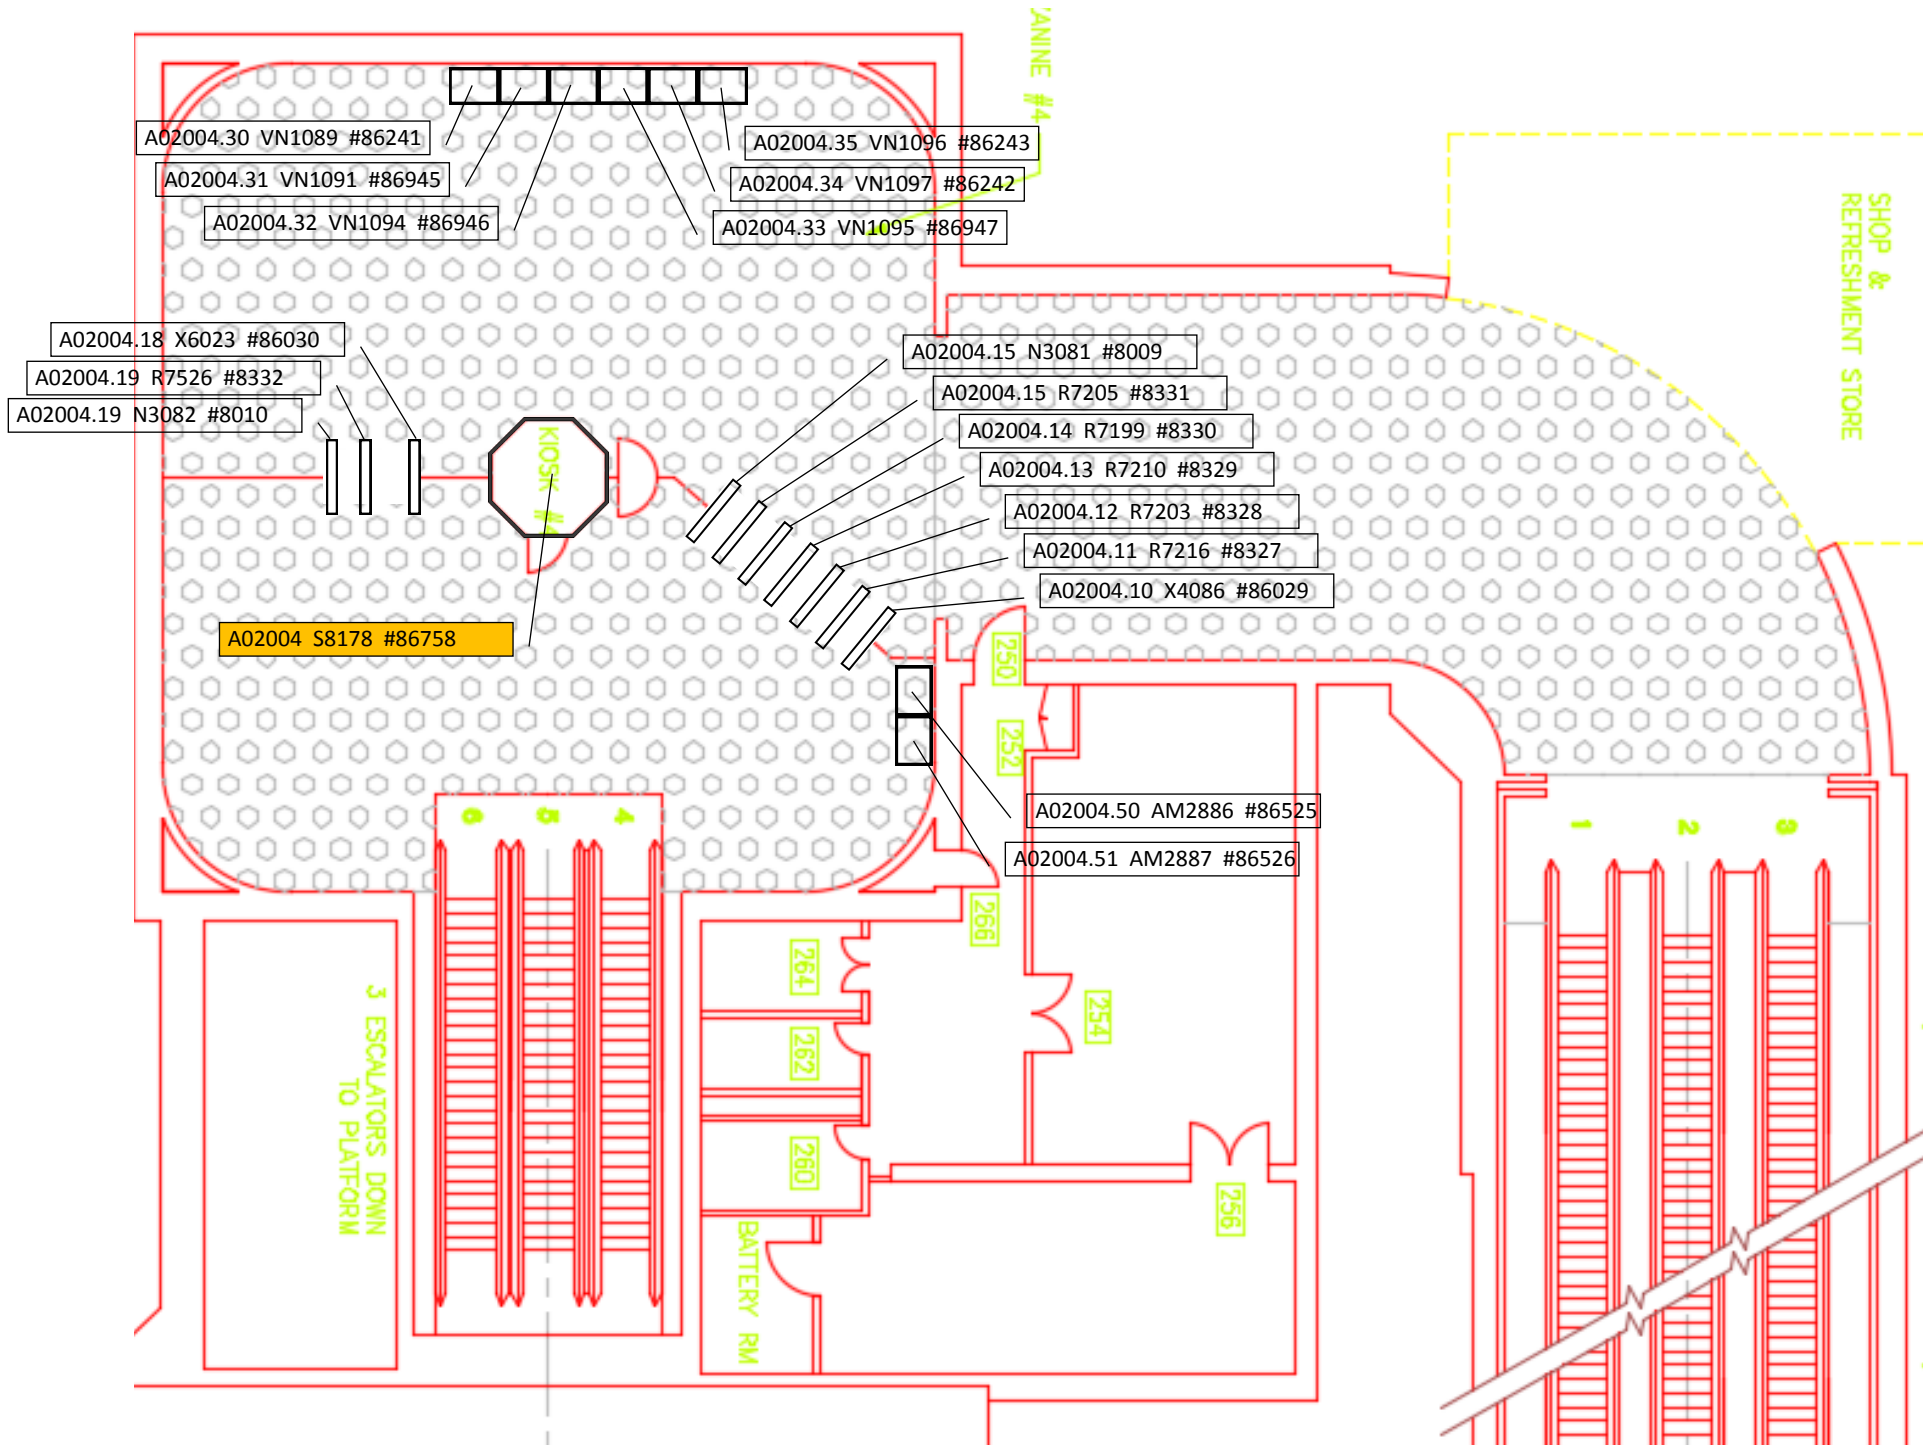 ANINE #4
A02004.30 VN1089 #86241
A02004.31 VN1091 #86945
A02004.32 VN1094 #86946
A02004.35 VN1096 #86243
A02004.34 VN1097 #86242
A02004.33 VN1095 #86947
SHOP &
REFRESHMENT STORE
A02004.18 X6023 #86030
A02004.19 R7526 #8332
A02004.19 N3082 #8010
KIOSK #4
A02004.15 N3081 #8009
A02004.15 R7205 #8331
A02004.14 R7199 #8330
A02004.13 R7210 #8329
A02004.12 R7203 #8328
A02004.11 R7216 #8327
A02004.10 X4086 #86029
A02004 S8178 #86758
250
252
A02004.50 AM2886 #86525
A02004.51 AM2887 #86526
6
5
4
1
2
3
266
264
262
260
254
256
3 ESCALATORS DOWN
TO PLATFORM
BATTERY RM